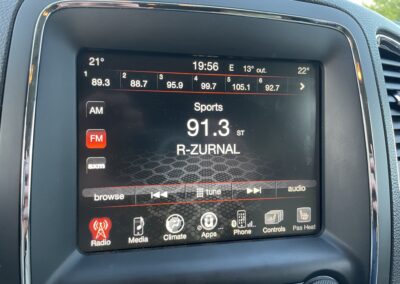 21° 19:56 E 13° out. 22°
1 89.3 2 88.7 3 95.9 4 99.7 5 105.1 6 92.7
AM
Sports
FM
91.3 ST
R-ZURNAL
sxm
browse tune audio
Radio Media Climate Apps Phone Controls Pas Heat